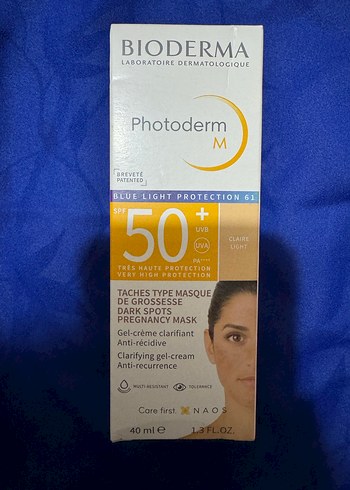 BIODERMA
LABORATOIRE DERMATOLOGIQUE
Photoderm
M
BREVETÉ
PATENTED
BLUE LIGHT PROTECTION 61
SPF 50+
UVB
UVA
PA++++
CLAIRE
LIGHT
TRÈS HAUTE PROTECTION
VERY HIGH PROTECTION
TACHES TYPE MASQUE
DE GROSSESSE
DARK SPOTS
PREGNANCY MASK
Gel-crème clarifiant
Anti-récidive
Clarifying gel-cream
Anti-recurrence
MULTI-RESISTANT
TOLERANCE
Care first. NAOS
40 ml ℮ 1.3 FL.OZ.